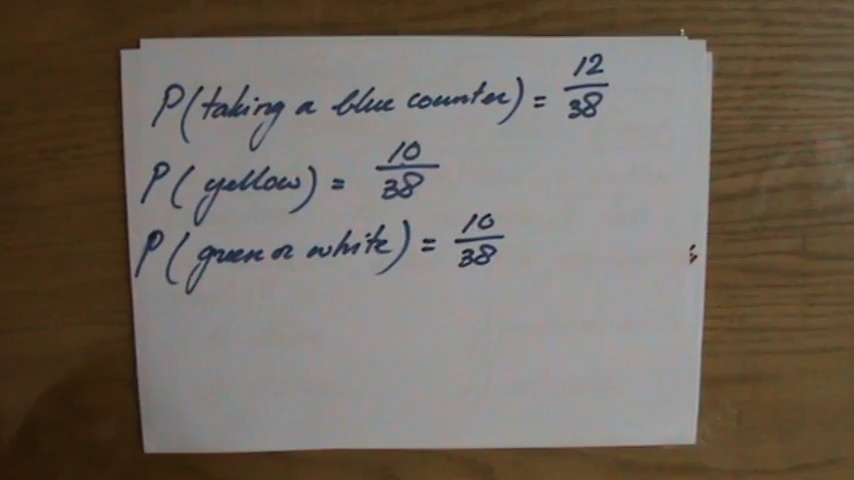 P(taking a blue counter) = 12/38
P(yellow) = 10/38
P(green or white) = 10/38